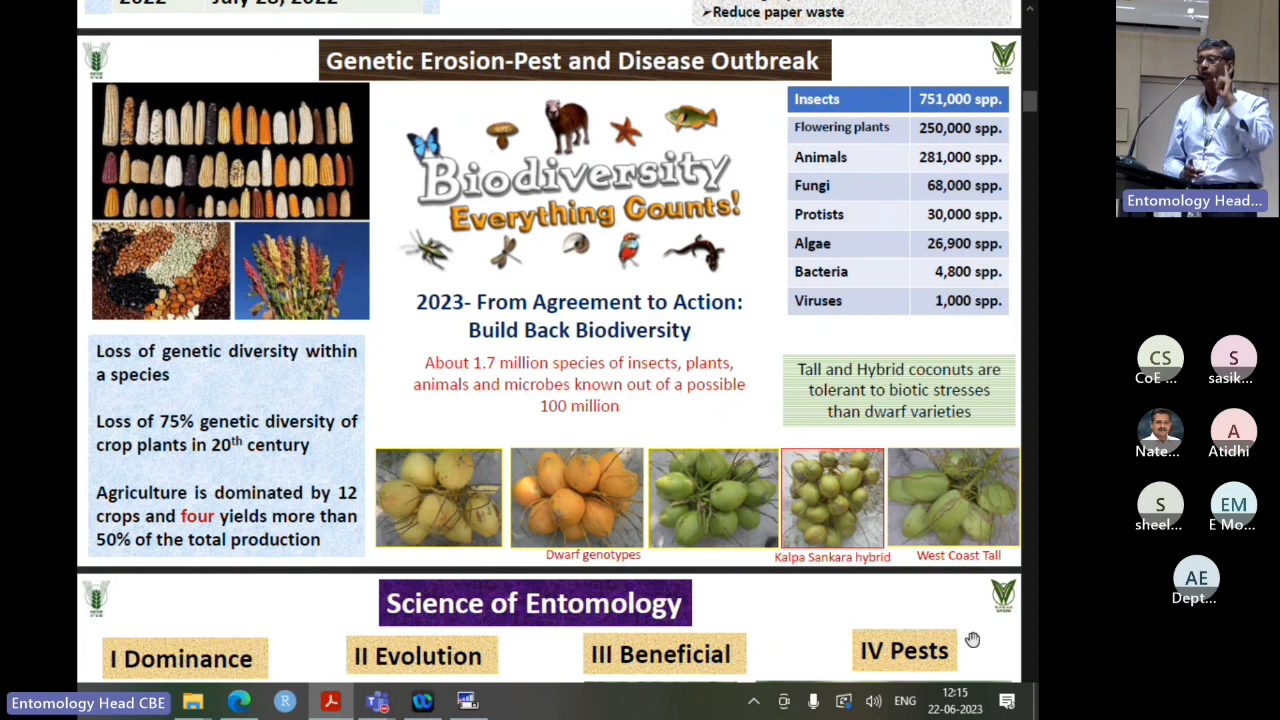 2022 July 28, 2022
➢Reduce paper waste
Genetic Erosion-Pest and Disease Outbreak
Biodiversity
Everything Counts!
2023- From Agreement to Action:
Build Back Biodiversity
About 1.7 million species of insects, plants,
animals and microbes known out of a possible
100 million
Insects 751,000 spp.
Flowering plants 250,000 spp.
Animals 281,000 spp.
Fungi 68,000 spp.
Protists 30,000 spp.
Algae 26,900 spp.
Bacteria 4,800 spp.
Viruses 1,000 spp.
Loss of genetic diversity within
a species
Loss of 75% genetic diversity of
crop plants in 20th century
Agriculture is dominated by 12
crops and four yields more than
50% of the total production
Tall and Hybrid coconuts are
tolerant to biotic stresses
than dwarf varieties
Dwarf genotypes
Kalpa Sankara hybrid
West Coast Tall
Science of Entomology
I Dominance
II Evolution
III Beneficial
IV Pests
Entomology Head CBE
ENG
12:15
22-06-2023
Entomology Head...
CS
CoE ...
S
sasik...
Nate...
A
Atidhi
S
sheel...
EM
E Mo...
AE
Dept...